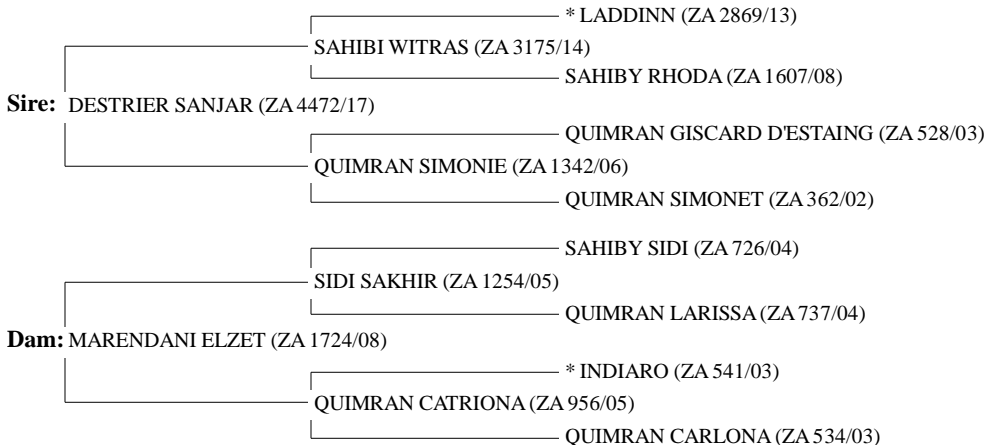 * LADDINN (ZA 2869/13)
SAHIBI WITRAS (ZA 3175/14)
SAHIBY RHODA (ZA 1607/08)
Sire: DESTRIER SANJAR (ZA 4472/17)
QUIMRAN GISCARD D'ESTAING (ZA 528/03)
QUIMRAN SIMONIE (ZA 1342/06)
QUIMRAN SIMONET (ZA 362/02)
SAHIBY SIDI (ZA 726/04)
SIDI SAKHIR (ZA 1254/05)
QUIMRAN LARISSA (ZA 737/04)
Dam: MARENDANI ELZET (ZA 1724/08)
* INDIARO (ZA 541/03)
QUIMRAN CATRIONA (ZA 956/05)
QUIMRAN CARLONA (ZA 534/03)